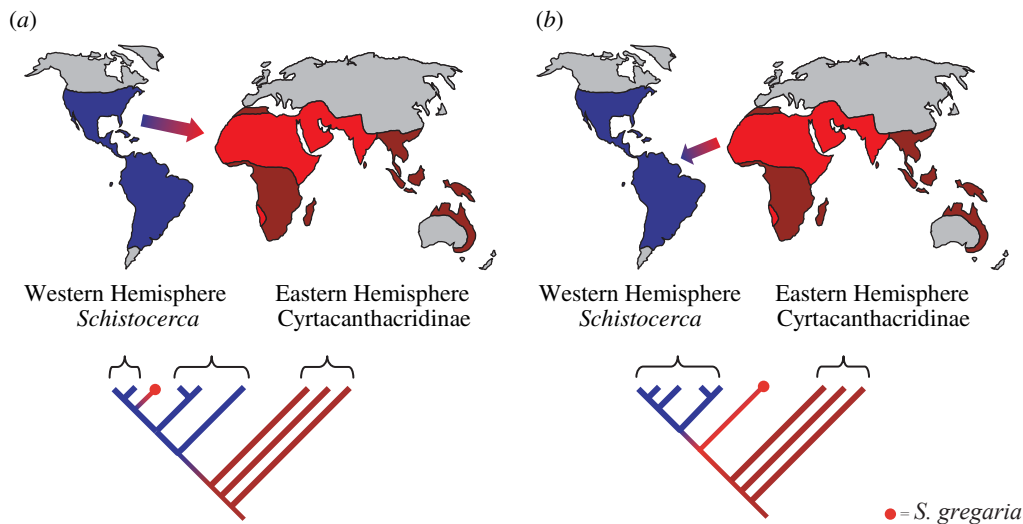 (a)
Western Hemisphere
Schistocerca
Eastern Hemisphere
Cyrtacanthacridinae
(b)
Western Hemisphere
Schistocerca
Eastern Hemisphere
Cyrtacanthacridinae
= S. gregaria